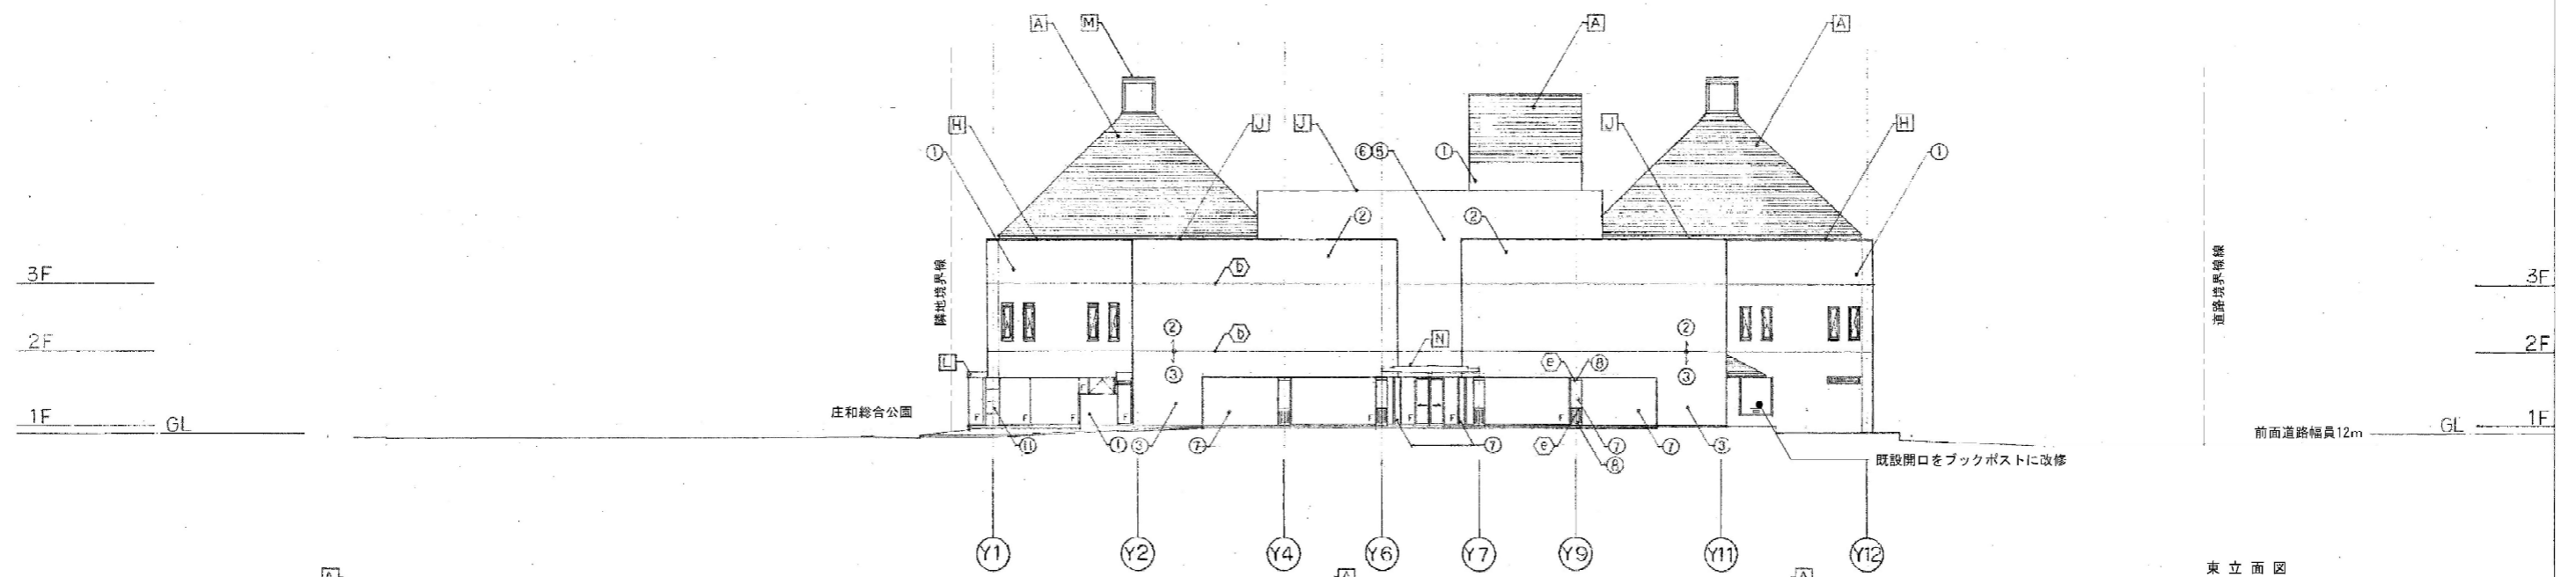 A M A A
H J J J H
① ⑥⑤ ① ①
② ②
b
3F 3F
隣地境界線
道路境界線線
② b ②
2F 2F
N
L
③ e ⑧ ③
庄和総合公園
F F F F F F F F
1F GL
前面道路幅員12m GL 1F
⑪ ① ③ ⑦ ⑦ e ⑦ ⑦ ③
⑧
既設開口をブックポストに改修
Y1 Y2 Y4 Y6 Y7 Y9 Y11 Y12
東立面図
A A A